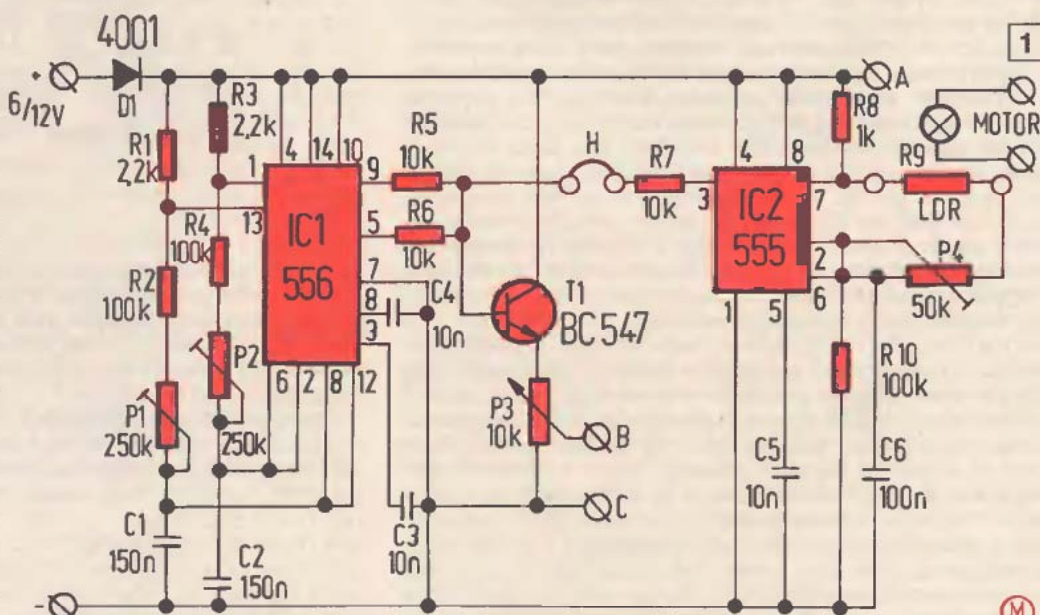 4001
1
+
6/12V
D1
A
R1
2,2k
R3
2,2k
4
14
10
R5
10k
R8
1k
MOTOR
4
8
R9
LDR
1
9
H
R7
10k
3
7
13
R4
100k
IC1
556
5
R6
10k
IC2
555
2
P4
50k
R2
100k
7
8
C4
10n
3
T1
BC547
1
5
6
P2
250k
6
2
8
12
P1
250k
P3
10k
B
R10
100k
C5
10n
C6
100n
C
C1
150n
C2
150n
C3
10n
-
M